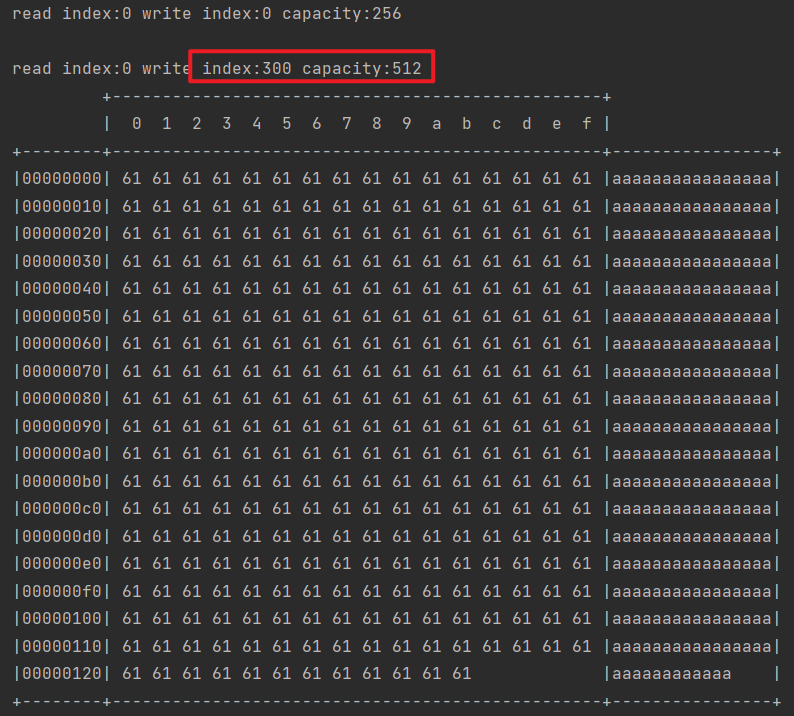 read index:0 write index:0 capacity:256
read index:0 write index:300 capacity:512
         +-------------------------------------------------+
         |  0  1  2  3  4  5  6  7  8  9  a  b  c  d  e  f |
+--------+-------------------------------------------------+----------------+
|00000000| 61 61 61 61 61 61 61 61 61 61 61 61 61 61 61 61 |aaaaaaaaaaaaaaaa|
|00000010| 61 61 61 61 61 61 61 61 61 61 61 61 61 61 61 61 |aaaaaaaaaaaaaaaa|
|00000020| 61 61 61 61 61 61 61 61 61 61 61 61 61 61 61 61 |aaaaaaaaaaaaaaaa|
|00000030| 61 61 61 61 61 61 61 61 61 61 61 61 61 61 61 61 |aaaaaaaaaaaaaaaa|
|00000040| 61 61 61 61 61 61 61 61 61 61 61 61 61 61 61 61 |aaaaaaaaaaaaaaaa|
|00000050| 61 61 61 61 61 61 61 61 61 61 61 61 61 61 61 61 |aaaaaaaaaaaaaaaa|
|00000060| 61 61 61 61 61 61 61 61 61 61 61 61 61 61 61 61 |aaaaaaaaaaaaaaaa|
|00000070| 61 61 61 61 61 61 61 61 61 61 61 61 61 61 61 61 |aaaaaaaaaaaaaaaa|
|00000080| 61 61 61 61 61 61 61 61 61 61 61 61 61 61 61 61 |aaaaaaaaaaaaaaaa|
|00000090| 61 61 61 61 61 61 61 61 61 61 61 61 61 61 61 61 |aaaaaaaaaaaaaaaa|
|000000a0| 61 61 61 61 61 61 61 61 61 61 61 61 61 61 61 61 |aaaaaaaaaaaaaaaa|
|000000b0| 61 61 61 61 61 61 61 61 61 61 61 61 61 61 61 61 |aaaaaaaaaaaaaaaa|
|000000c0| 61 61 61 61 61 61 61 61 61 61 61 61 61 61 61 61 |aaaaaaaaaaaaaaaa|
|000000d0| 61 61 61 61 61 61 61 61 61 61 61 61 61 61 61 61 |aaaaaaaaaaaaaaaa|
|000000e0| 61 61 61 61 61 61 61 61 61 61 61 61 61 61 61 61 |aaaaaaaaaaaaaaaa|
|000000f0| 61 61 61 61 61 61 61 61 61 61 61 61 61 61 61 61 |aaaaaaaaaaaaaaaa|
|00000100| 61 61 61 61 61 61 61 61 61 61 61 61 61 61 61 61 |aaaaaaaaaaaaaaaa|
|00000110| 61 61 61 61 61 61 61 61 61 61 61 61 61 61 61 61 |aaaaaaaaaaaaaaaa|
|00000120| 61 61 61 61 61 61 61 61 61 61 61 61             |aaaaaaaaaaaa    |
+--------+-------------------------------------------------+----------------+